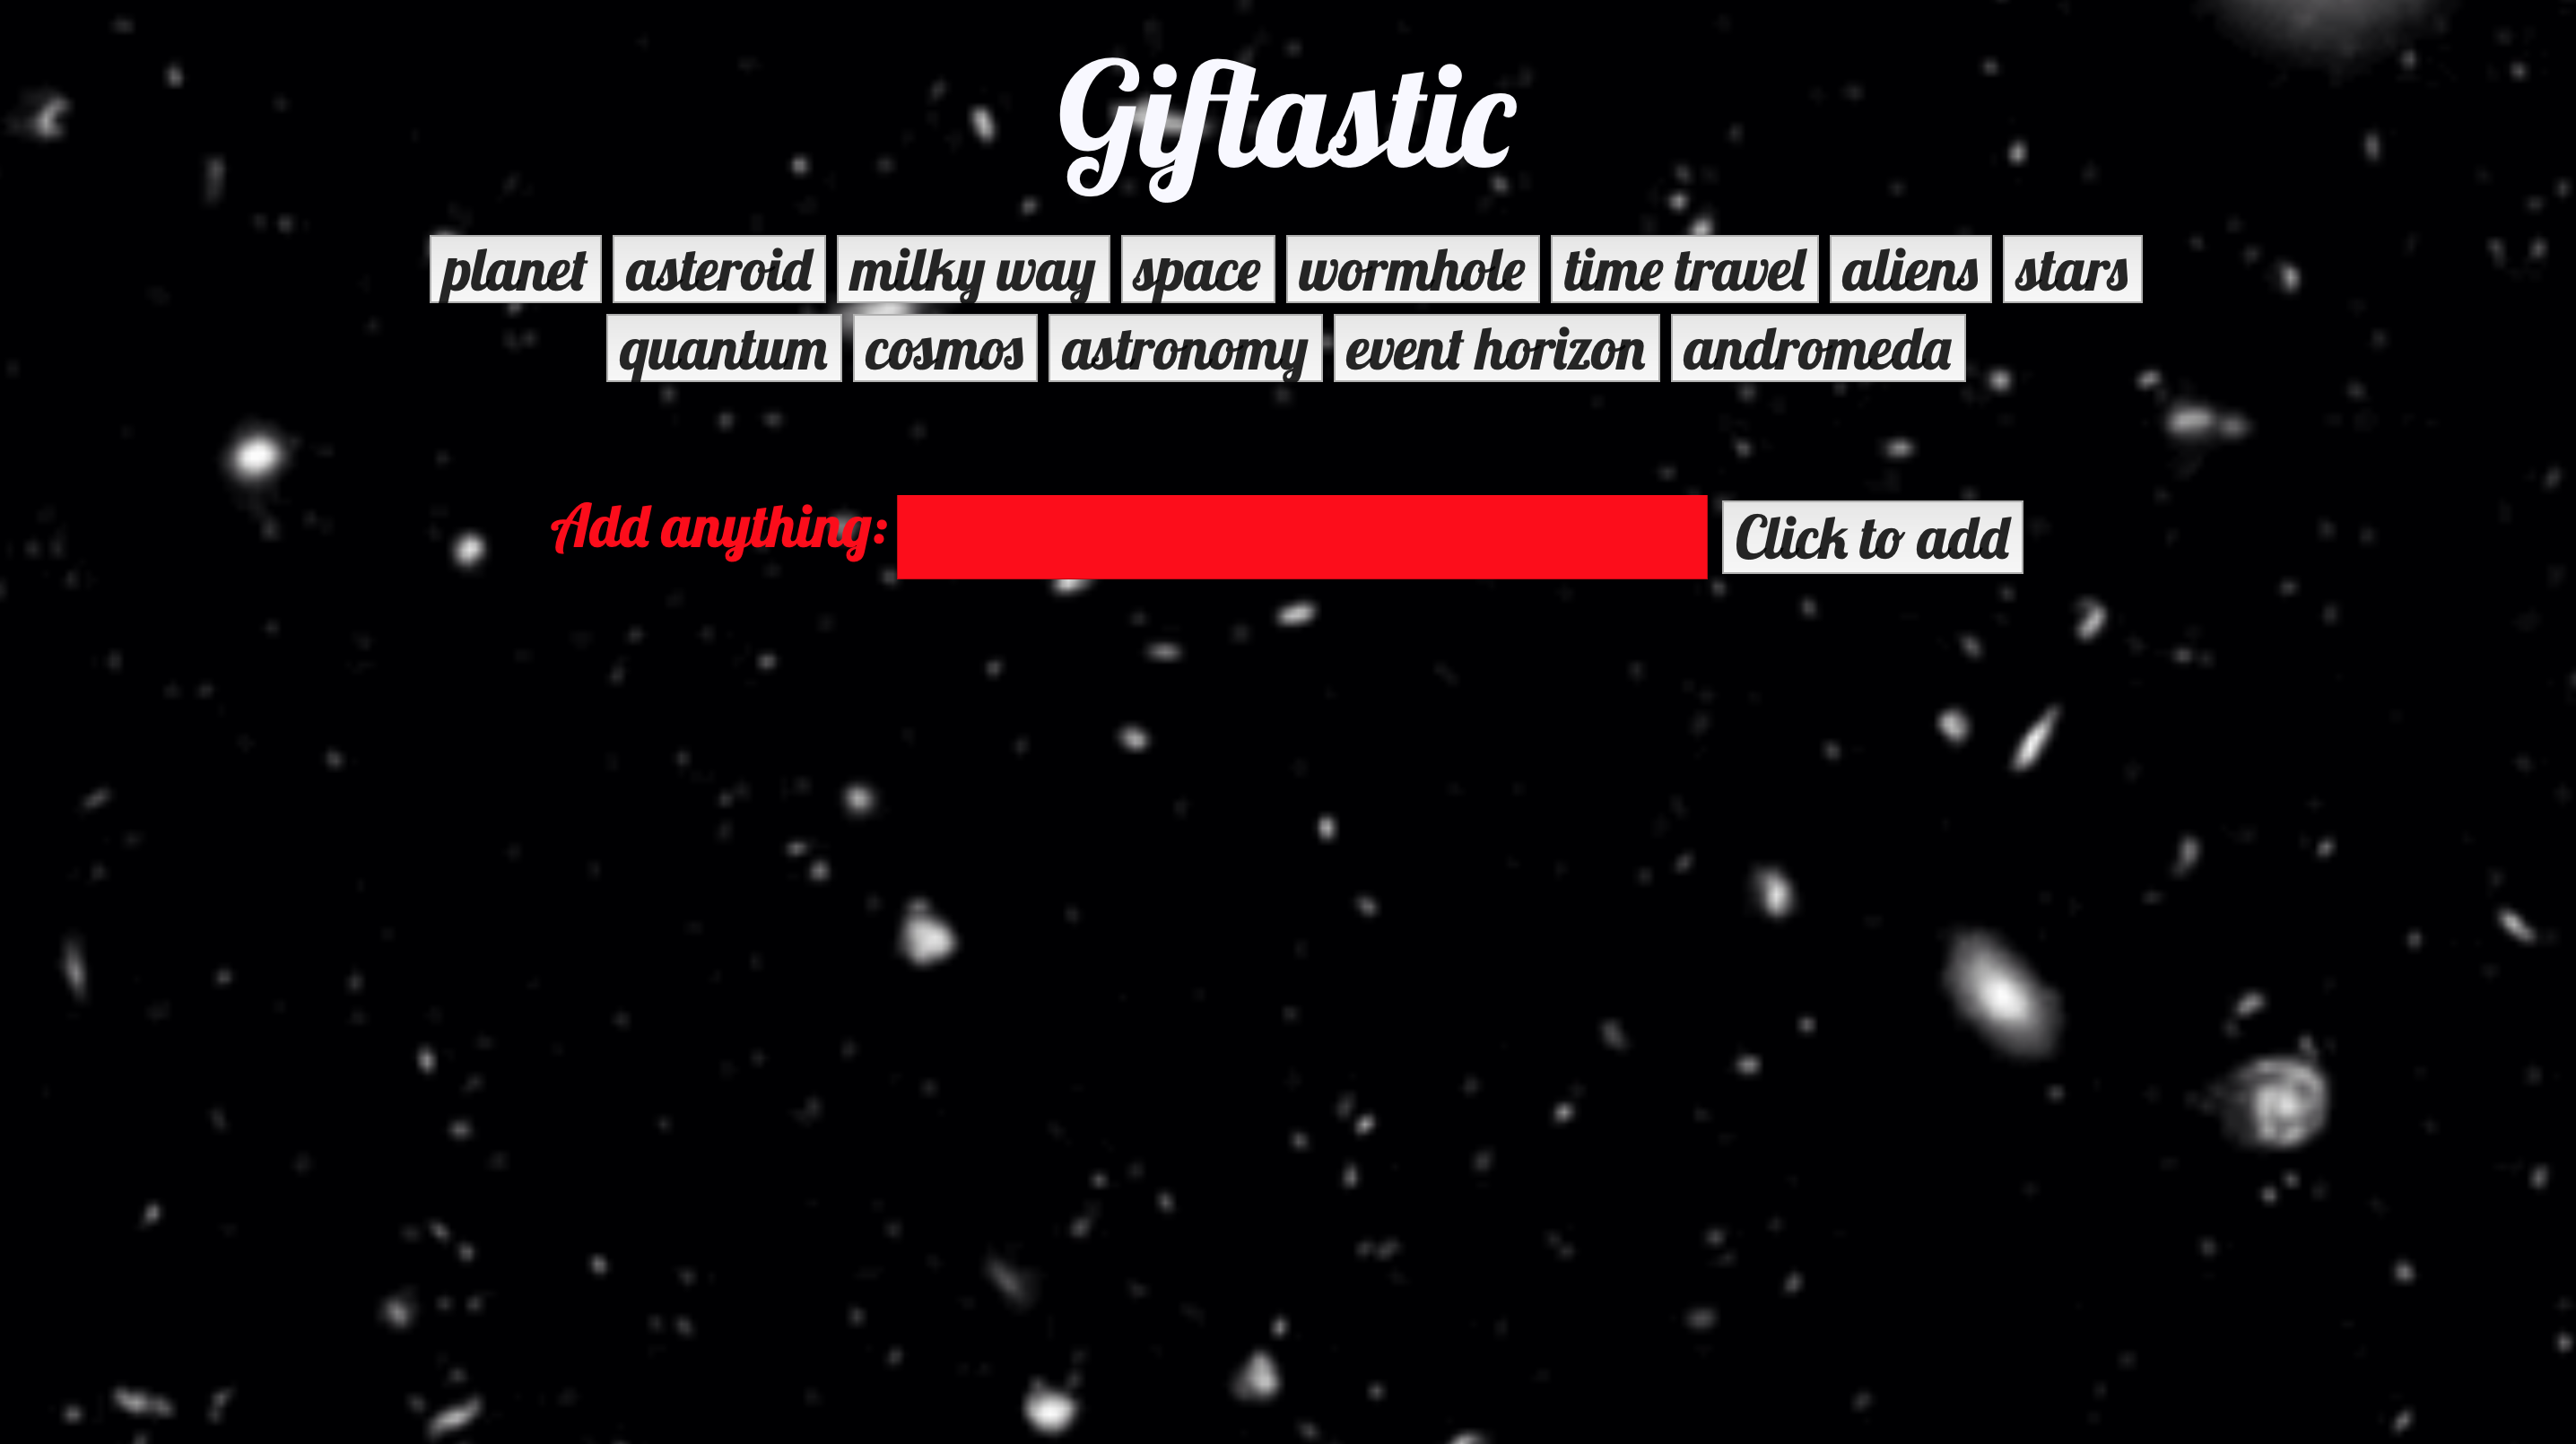 Giftastic
planet asteroid milky way space wormhole time travel aliens stars
quantum cosmos astronomy event horizon andromeda
Add anything: Click to add